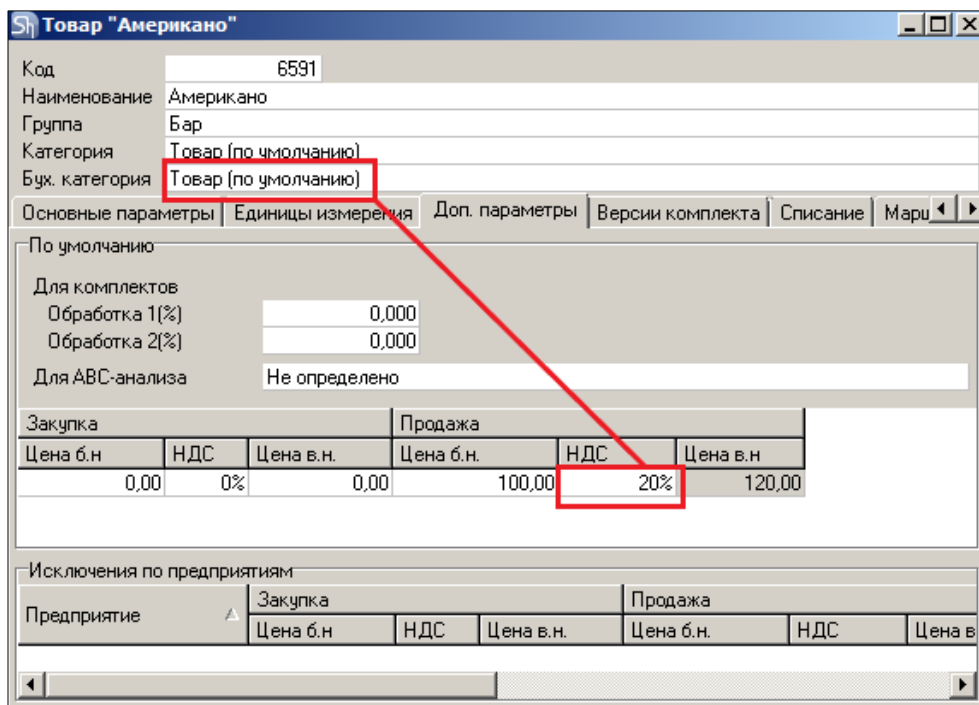 Sh Товар "Американо"
Код 6591
Наименование Американо
Группа Бар
Категория Товар (по умолчанию)
Бух. категория Товар (по умолчанию)
Основные параметры Единицы измерения Доп. параметры Версии комплекта Списание Марш
По умолчанию
Для комплектов
Обработка 1(%) 0,000
Обработка 2(%) 0,000
Для АВС-анализа Не определено
Закупка Продажа
Цена б.н НДС Цена в.н. Цена б.н. НДС Цена в.н
0,00 0% 0,00 100,00 20% 120,00
Исключения по предприятиям
Предприятие Закупка Продажа
Цена б.н НДС Цена в.н. Цена б.н. НДС Цена в